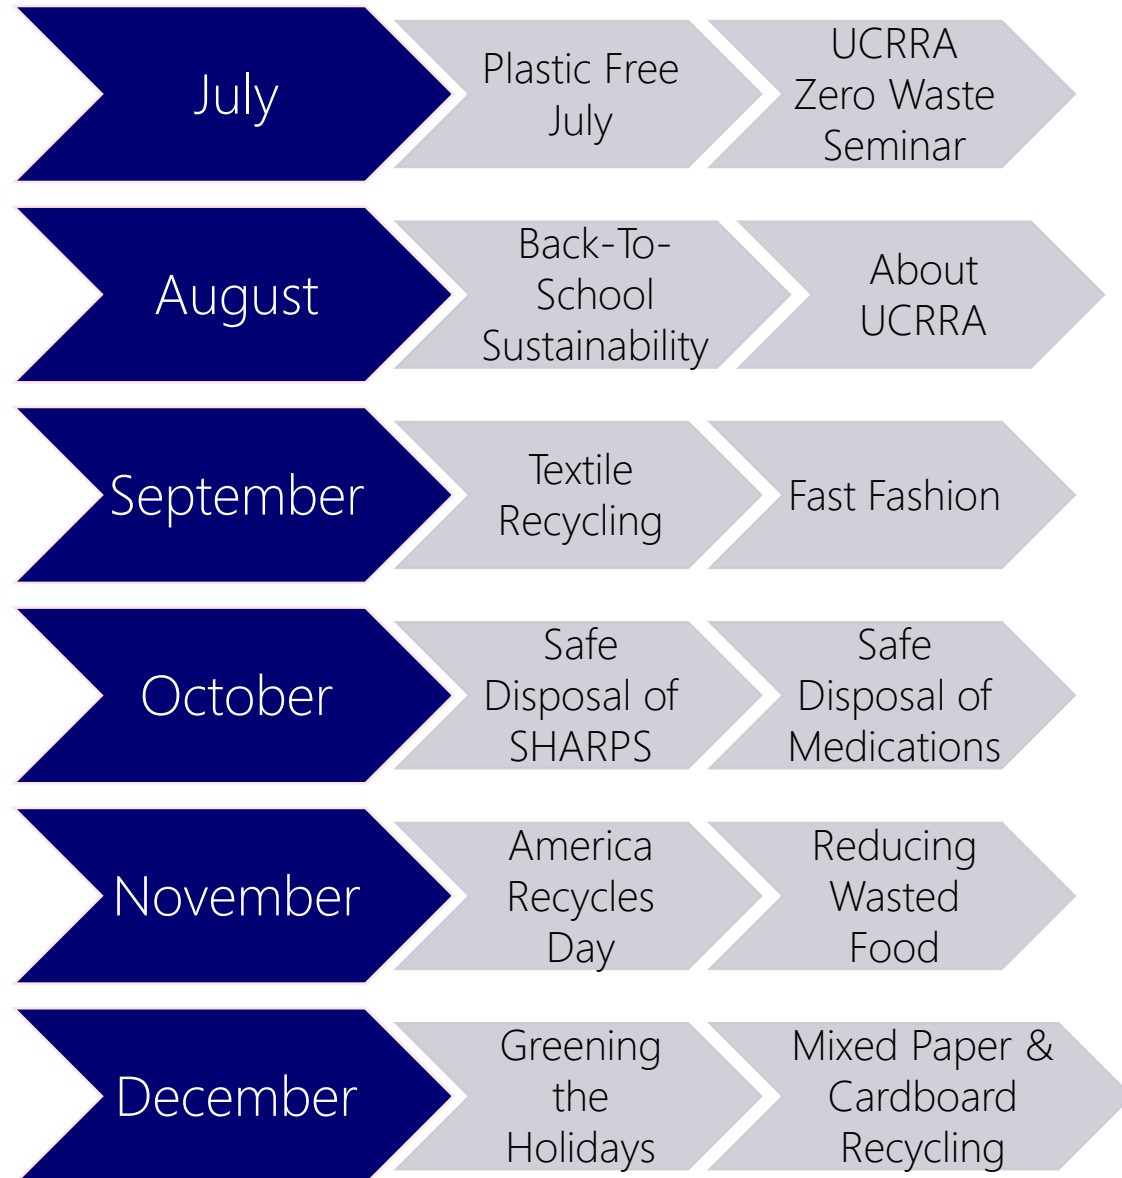 July
Plastic Free
July
UCRRA
Zero Waste
Seminar
August
Back-To-
School
Sustainability
About
UCRRA
September
Textile
Recycling
Fast Fashion
October
Safe
Disposal of
SHARPS
Safe
Disposal of
Medications
November
America
Recycles
Day
Reducing
Wasted
Food
December
Greening
the
Holidays
Mixed Paper &
Cardboard
Recycling